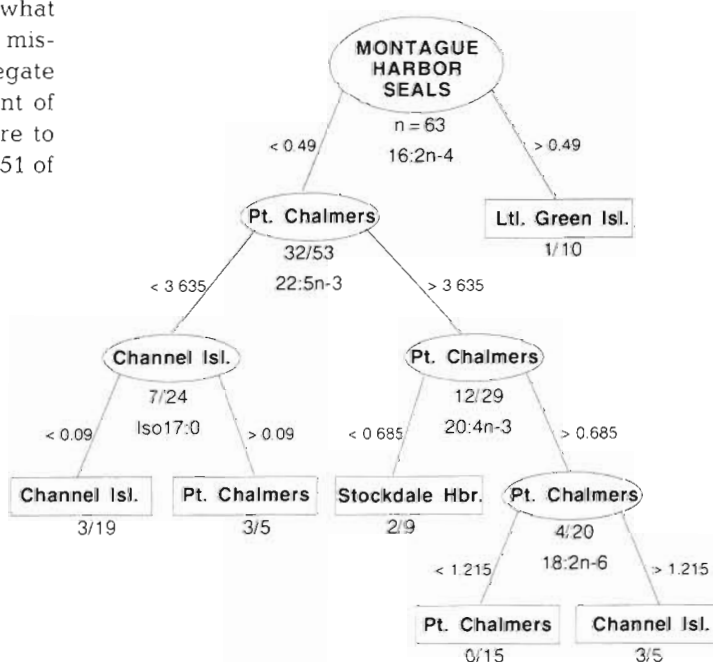 what
mis-
egate
nt of
re to
51 of
MONTAGUE
HARBOR
SEALS
n = 63
16:2n-4
< 0.49
> 0.49
Pt. Chalmers
32/53
22:5n-3
Ltl. Green Isl.
1/10
< 3 635
> 3 635
Channel Isl.
7/24
Iso17:0
Pt. Chalmers
12/29
20:4n-3
< 0.09
> 0.09
< 0 685
> 0.685
Channel Isl.
3/19
Pt. Chalmers
3/5
Stockdale Hbr.
2/9
Pt. Chalmers
4/20
18:2n-6
< 1.215
> 1.215
Pt. Chalmers
0/15
Channel Isl.
3/5